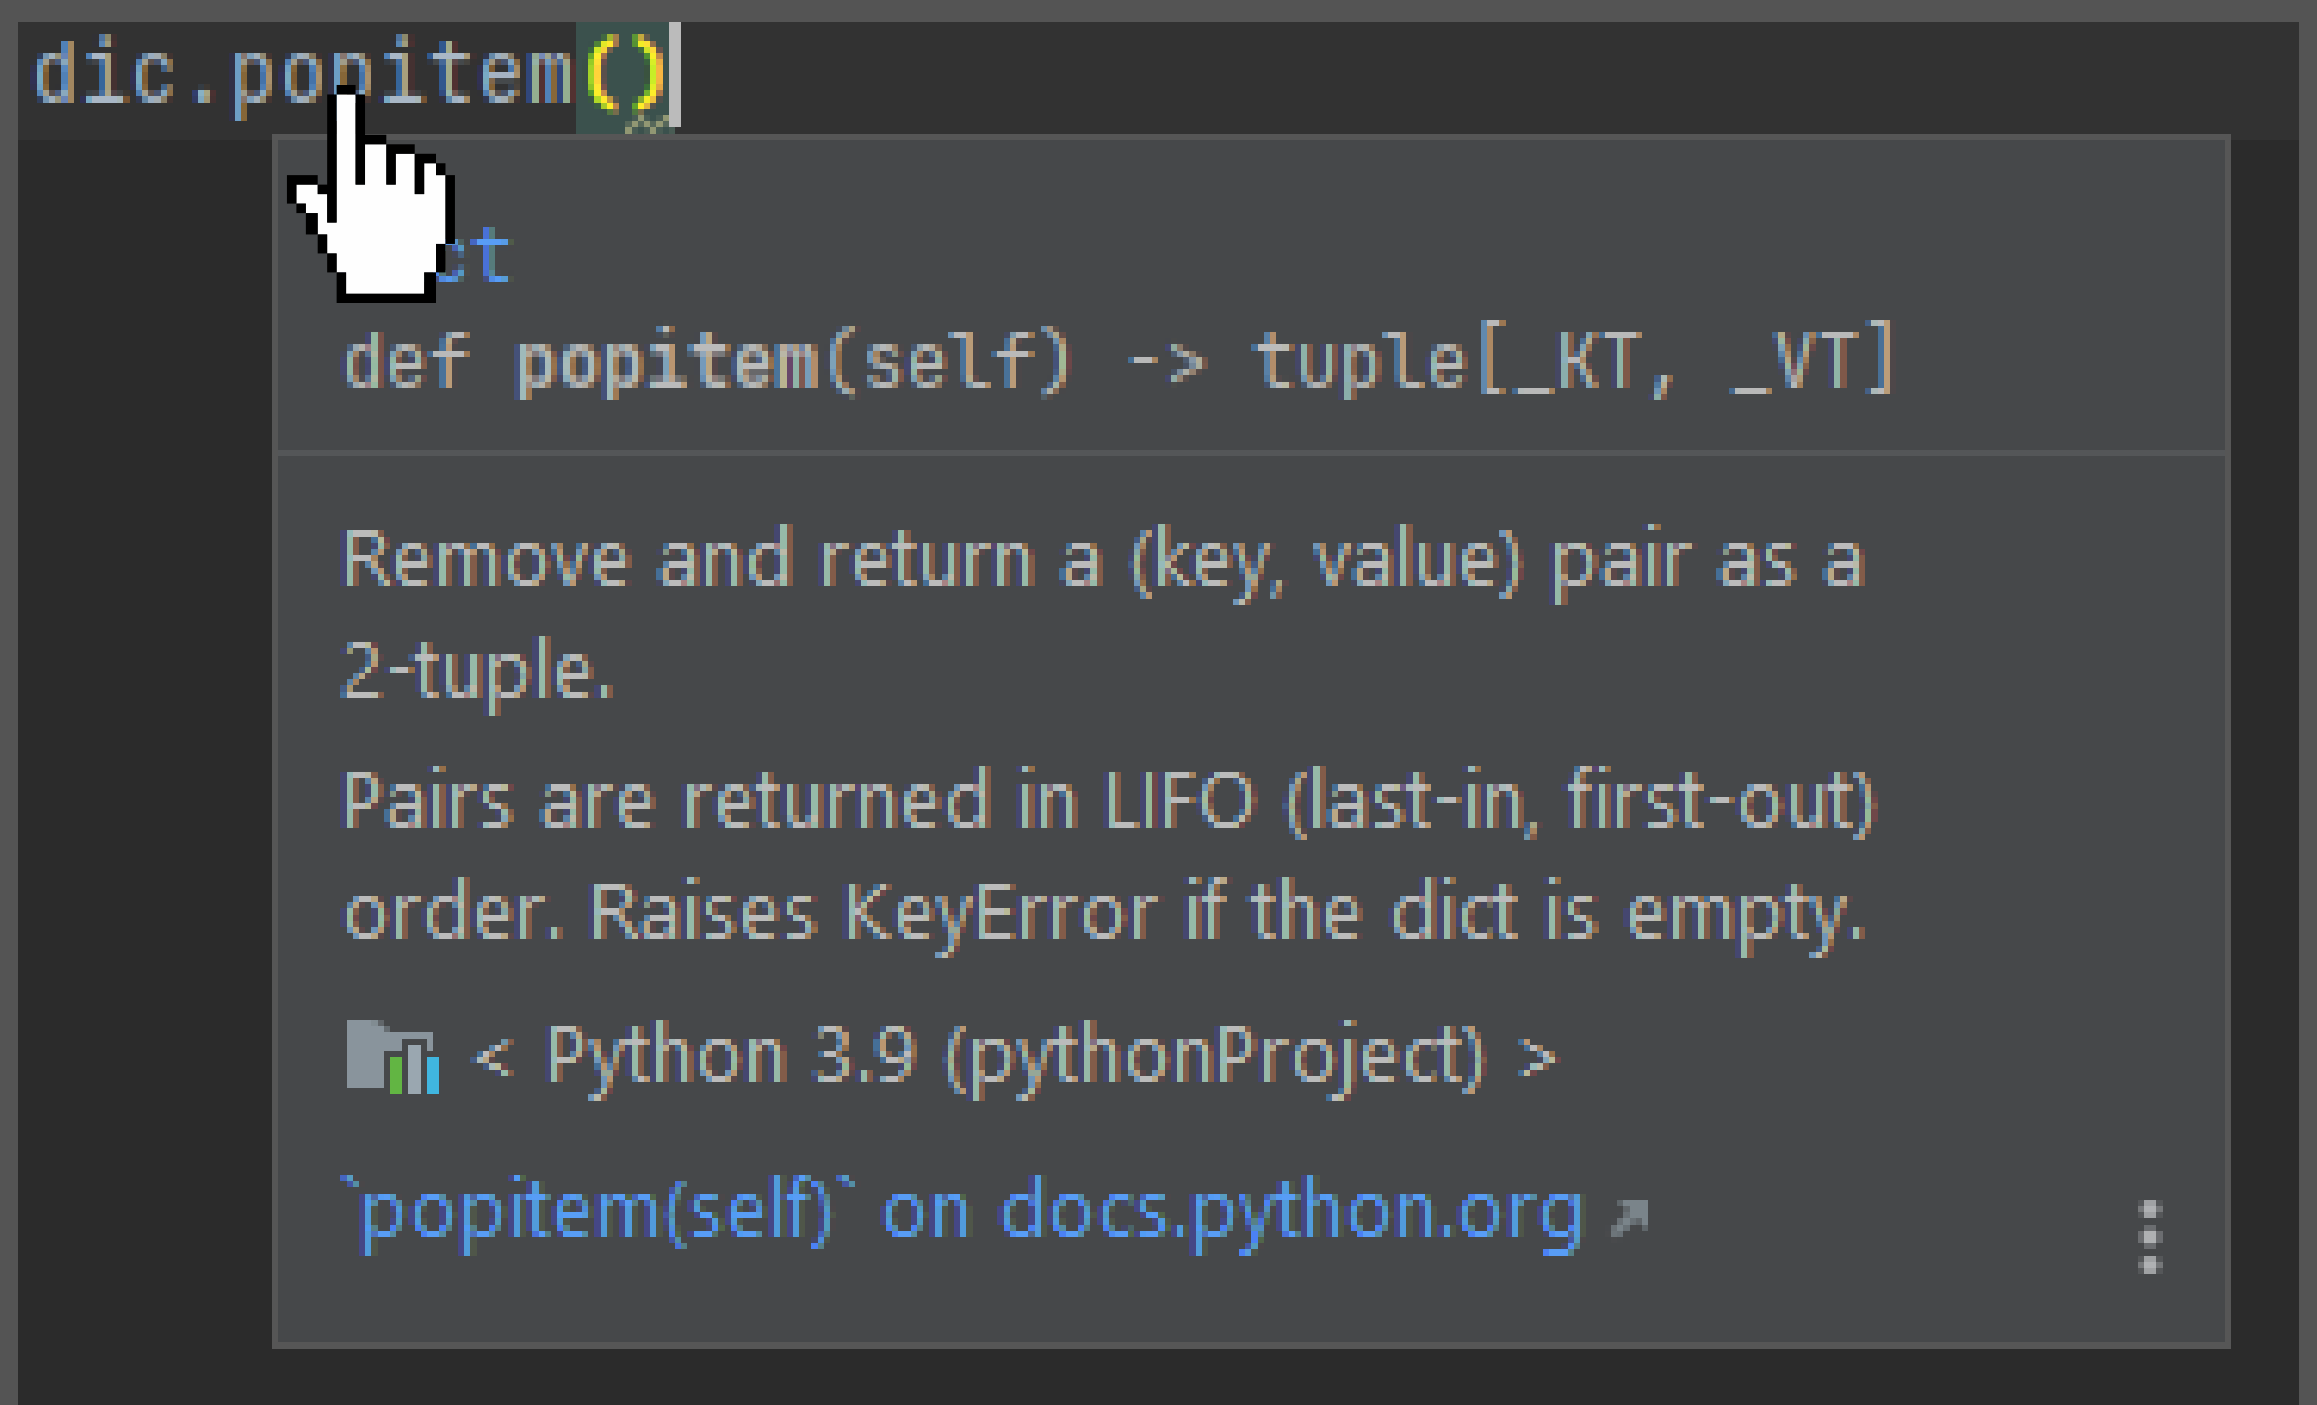 dic.popitem()
def popitem(self) -> tuple[_KT, _VT]
Remove and return a (key, value) pair as a
2-tuple.
Pairs are returned in LIFO (last-in, first-out)
order. Raises KeyError if the dict is empty.
< Python 3.9 (pythonProject) >
`popitem(self)` on docs.python.org